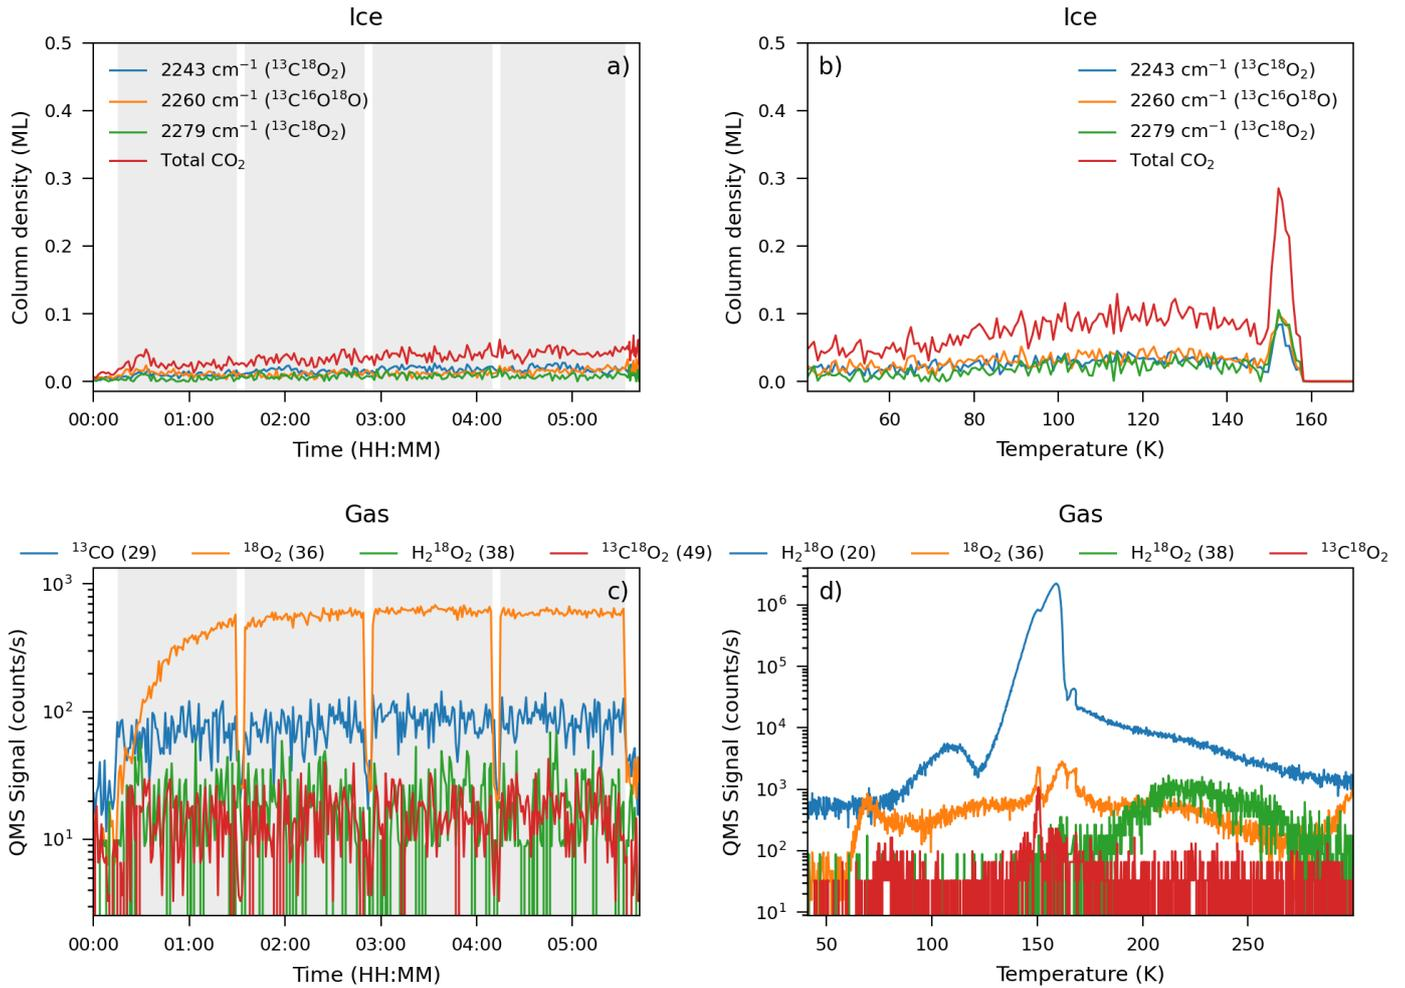 Ice
a)
2243 cm⁻¹ (¹³C¹⁸O₂)
2260 cm⁻¹ (¹³C¹⁶O¹⁸O)
2279 cm⁻¹ (¹³C¹⁸O₂)
Total CO₂
Column density (ML)
0.5
0.4
0.3
0.2
0.1
0.0
00:00 01:00 02:00 03:00 04:00 05:00
Time (HH:MM)
Ice
b)
2243 cm⁻¹ (¹³C¹⁸O₂)
2260 cm⁻¹ (¹³C¹⁶O¹⁸O)
2279 cm⁻¹ (¹³C¹⁸O₂)
Total CO₂
Column density (ML)
0.5
0.4
0.3
0.2
0.1
0.0
60 80 100 120 140 160
Temperature (K)
Gas
¹³CO (29) ¹⁸O₂ (36) H₂¹⁸O₂ (38) ¹³C¹⁸O₂ (49)
c)
QMS Signal (counts/s)
10³
10²
10¹
00:00 01:00 02:00 03:00 04:00 05:00
Time (HH:MM)
Gas
H₂¹⁸O (20) ¹⁸O₂ (36) H₂¹⁸O₂ (38) ¹³C¹⁸O₂
d)
QMS Signal (counts/s)
10⁶
10⁵
10⁴
10³
10²
10¹
50 100 150 200 250
Temperature (K)